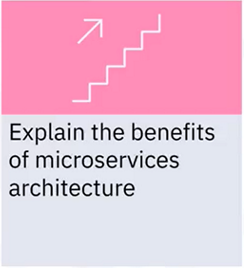 Explain the benefits
of microservices
architecture